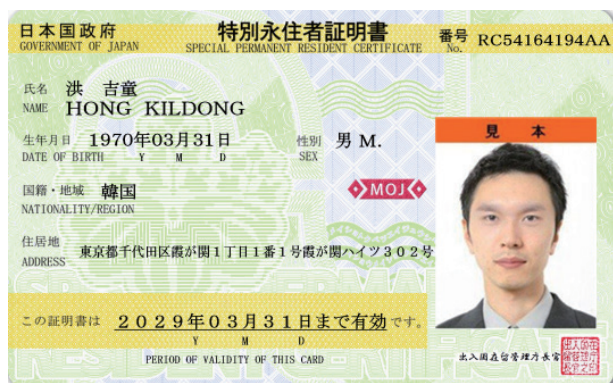 日本国政府 特別永住者証明書 番号 RC54164194AA
GOVERNMENT OF JAPAN SPECIAL PERMANENT RESIDENT CERTIFICATE No.
氏名 洪 吉童
NAME HONG KILDONG
生年月日 1970年03月31日 性別 男 M.
DATE OF BIRTH Y M D SEX
見本
国籍・地域 韓国
NATIONALITY/REGION
MOJ
住居地
ADDRESS 東京都千代田区霞が関1丁目1番1号霞が関ハイツ302号
この証明書は 2029年03月31日まで有効です。
Y M D
PERIOD OF VALIDITY OF THIS CARD
出入国在留管理庁長官